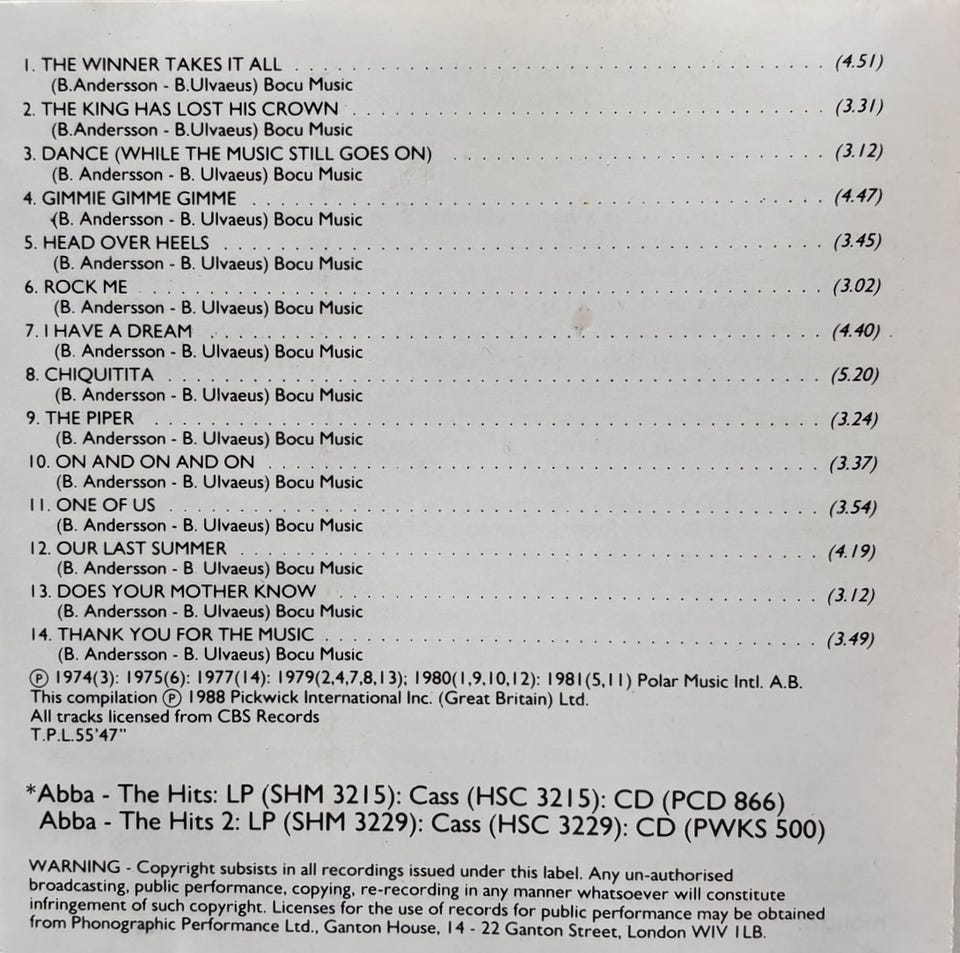 1. THE WINNER TAKES IT ALL . . . . . . . . . . . . . . . . . . . . (4.51)
(B.Andersson - B.Ulvaeus) Bocu Music
2. THE KING HAS LOST HIS CROWN . . . . . . . . . . . . . . . . . . . . (3.31)
(B.Andersson - B.Ulvaeus) Bocu Music
3. DANCE (WHILE THE MUSIC STILL GOES ON) . . . . . . . . . . . . . . . . . . . . (3.12)
(B. Andersson - B. Ulvaeus) Bocu Music
4. GIMMIE GIMME GIMME . . . . . . . . . . . . . . . . . . . . (4.47)
(B. Andersson - B. Ulvaeus) Bocu Music
5. HEAD OVER HEELS . . . . . . . . . . . . . . . . . . . . (3.45)
(B. Andersson - B. Ulvaeus) Bocu Music
6. ROCK ME . . . . . . . . . . . . . . . . . . . . (3.02)
(B. Andersson - B. Ulvaeus) Bocu Music
7. I HAVE A DREAM . . . . . . . . . . . . . . . . . . . . (4.40)
(B. Andersson - B. Ulvaeus) Bocu Music
8. CHIQUITITA . . . . . . . . . . . . . . . . . . . . (5.20)
(B. Andersson - B. Ulvaeus) Bocu Music
9. THE PIPER . . . . . . . . . . . . . . . . . . . . (3.24)
(B. Andersson - B. Ulvaeus) Bocu Music
10. ON AND ON AND ON . . . . . . . . . . . . . . . . . . . . (3.37)
(B. Andersson - B. Ulvaeus) Bocu Music
11. ONE OF US . . . . . . . . . . . . . . . . . . . . (3.54)
(B. Andersson - B. Ulvaeus) Bocu Music
12. OUR LAST SUMMER . . . . . . . . . . . . . . . . . . . . (4.19)
(B. Andersson - B Ulvaeus) Bocu Music
13. DOES YOUR MOTHER KNOW . . . . . . . . . . . . . . . . . . . . (3.12)
(B. Andersson - B. Ulvaeus) Bocu Music
14. THANK YOU FOR THE MUSIC . . . . . . . . . . . . . . . . . . . . (3.49)
(B. Andersson - B. Ulvaeus) Bocu Music
Ⓟ 1974(3): 1975(6): 1977(14): 1979(2,4,7,8,13); 1980(1,9,10,12): 1981(5,11) Polar Music Intl. A.B.
This compilation Ⓟ 1988 Pickwick International Inc. (Great Britain) Ltd.
All tracks licensed from CBS Records
T.P.L.55'47"
*Abba - The Hits: LP (SHM 3215): Cass (HSC 3215): CD (PCD 866)
Abba - The Hits 2: LP (SHM 3229): Cass (HSC 3229): CD (PWKS 500)
WARNING - Copyright subsists in all recordings issued under this label. Any un-authorised
broadcasting, public performance, copying, re-recording in any manner whatsoever will constitute
infringement of such copyright. Licenses for the use of records for public performance may be obtained
from Phonographic Performance Ltd., Ganton House, 14 - 22 Ganton Street, London WIV 1LB.